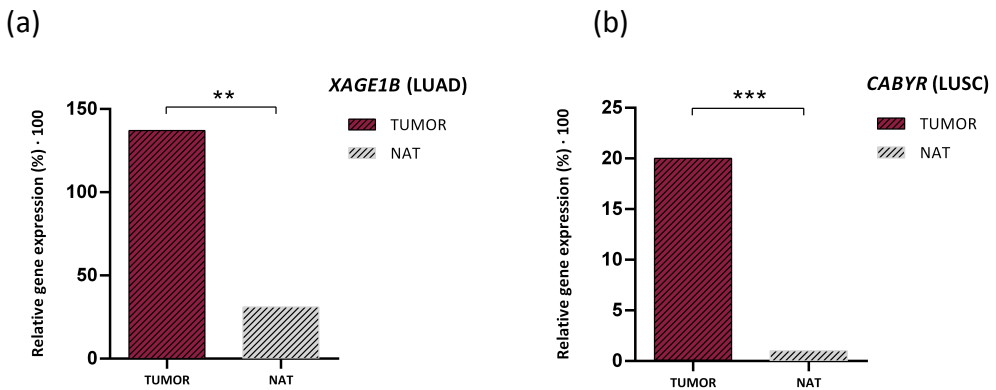 (a)
XAGE1B (LUAD)
**
TUMOR
NAT
Relative gene expression (%) · 100
150
100
50
0
TUMOR NAT
(b)
CABYR (LUSC)
***
TUMOR
NAT
Relative gene expression (%) · 100
25
20
15
10
5
0
TUMOR NAT